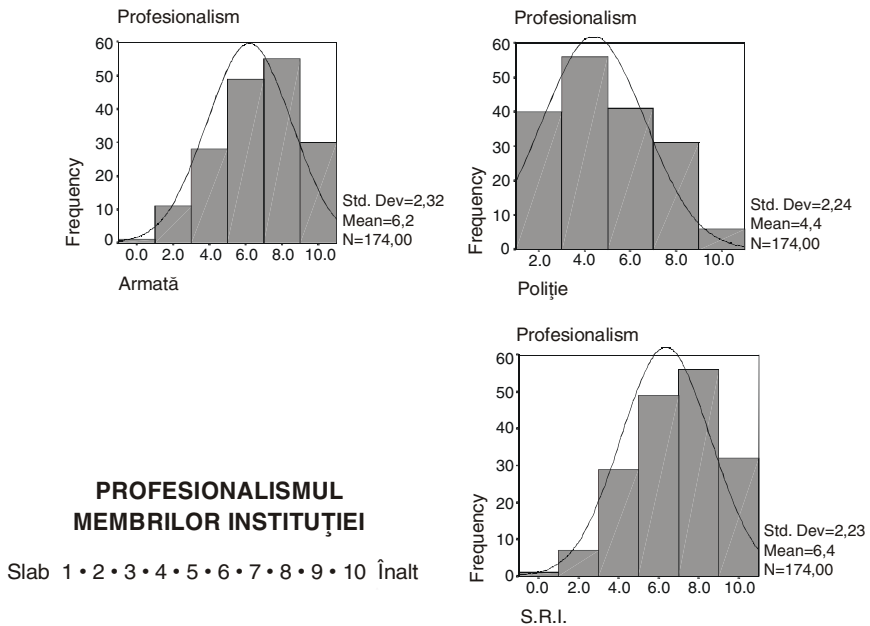 Profesionalism
60
50
40
30
20
10
0
Frequency
0.0 2.0 4.0 6.0 8.0 10.0
Std. Dev=2,32
Mean=6,2
N=174,00
Armată
Profesionalism
60
50
40
30
20
10
0
Frequency
2.0 4.0 6.0 8.0 10.0
Std. Dev=2,24
Mean=4,4
N=174,00
Poliţie
Profesionalism
60
50
40
30
20
10
0
Frequency
0.0 2.0 4.0 6.0 8.0 10.0
Std. Dev=2,23
Mean=6,4
N=174,00
S.R.I.
PROFESIONALISMUL
MEMBRILOR INSTITUŢIEI
Slab 1 • 2 • 3 • 4 • 5 • 6 • 7 • 8 • 9 • 10 Înalt